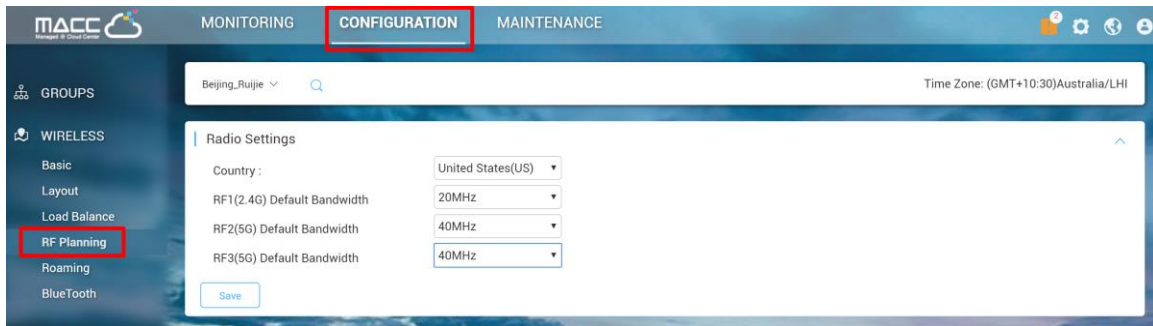 MACC
MONITORING CONFIGURATION MAINTENANCE
2
Managed @ Cloud Center
GROUPS
Beijing_Ruijie
Time Zone: (GMT+10:30)Australia/LHI
WIRELESS
Radio Settings
Basic
Country : United States(US)
Layout
RF1(2.4G) Default Bandwidth 20MHz
Load Balance
RF2(5G) Default Bandwidth 40MHz
RF Planning
RF3(5G) Default Bandwidth 40MHz
Roaming
BlueTooth
Save